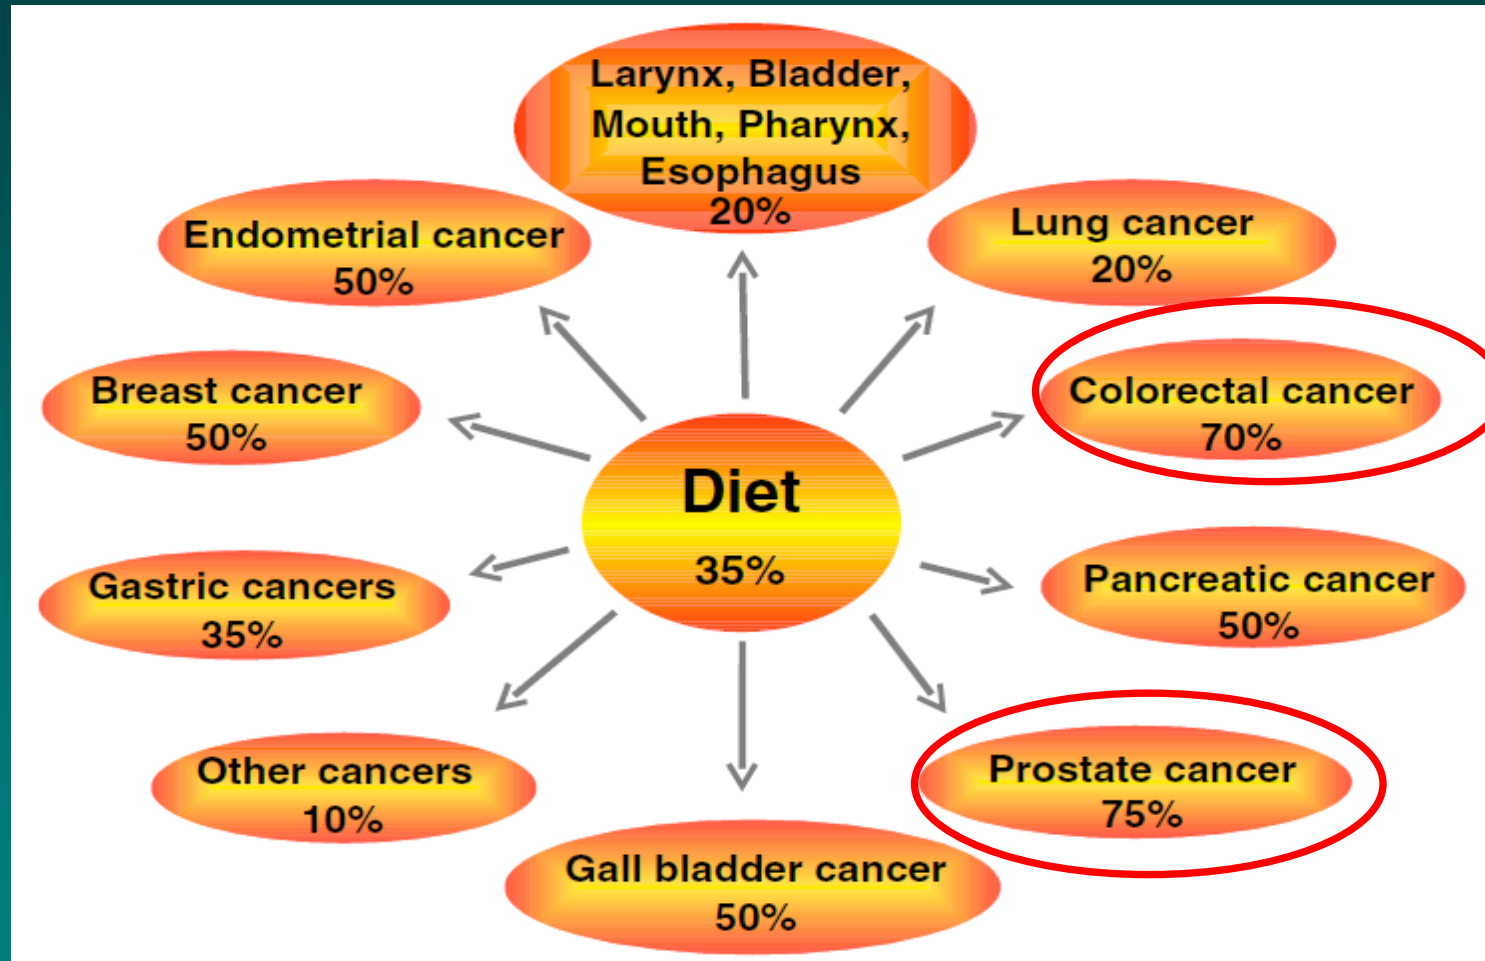 Larynx, Bladder,
Mouth, Pharynx,
Esophagus
20%
Endometrial cancer
50%
Lung cancer
20%
Breast cancer
50%
Colorectal cancer
70%
Diet
35%
Gastric cancers
35%
Pancreatic cancer
50%
Other cancers
10%
Prostate cancer
75%
Gall bladder cancer
50%